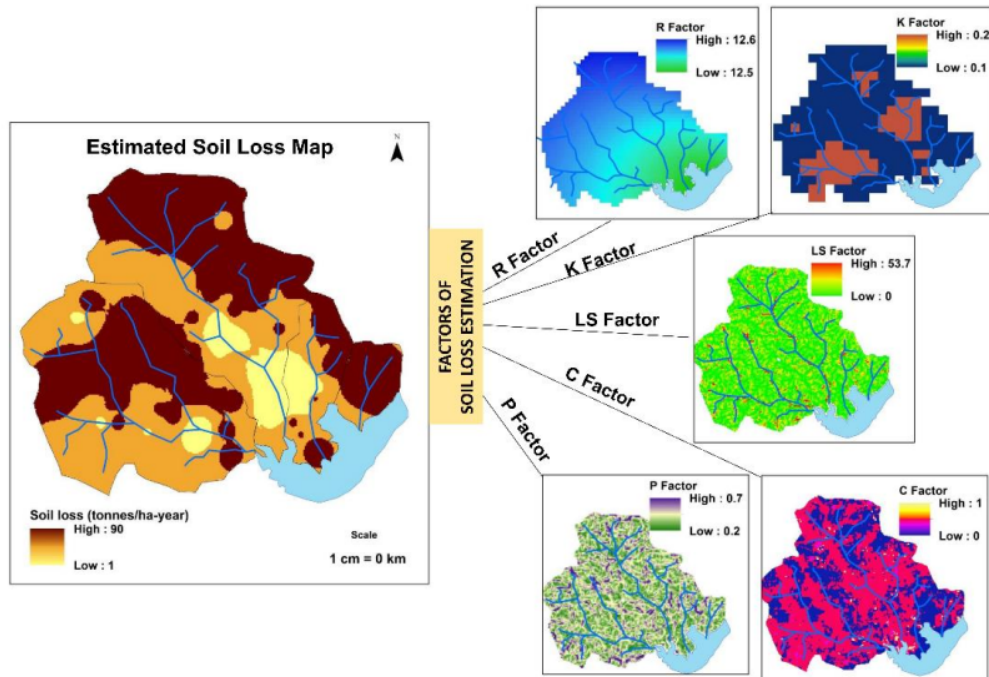 Estimated Soil Loss Map
N
Soil loss (tonnes/ha-year)
High : 90
Low : 1
Scale
1 cm = 0 km
FACTORS OF
SOIL LOSS ESTIMATION
R Factor
K Factor
LS Factor
C Factor
P Factor
R Factor
High : 12.6
Low : 12.5
K Factor
High : 0.2
Low : 0.1
LS Factor
High : 53.7
Low : 0
P Factor
High : 0.7
Low : 0.2
C Factor
High : 1
Low : 0